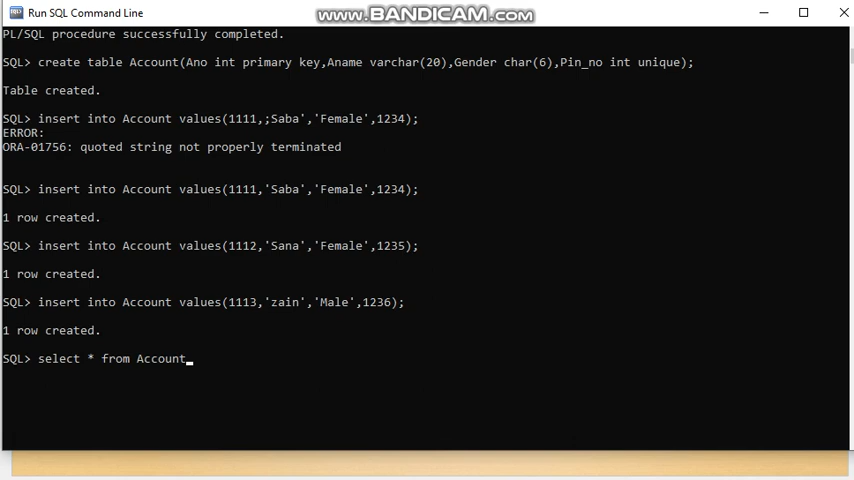 Run SQL Command Line
www.BANDICAM.com
PL/SQL procedure successfully completed.
SQL> create table Account(Ano int primary key,Aname varchar(20),Gender char(6),Pin_no int unique);
Table created.
SQL> insert into Account values(1111,;Saba','Female',1234);
ERROR:
ORA-01756: quoted string not properly terminated
SQL> insert into Account values(1111,'Saba','Female',1234);
1 row created.
SQL> insert into Account values(1112,'Sana','Female',1235);
1 row created.
SQL> insert into Account values(1113,'zain','Male',1236);
1 row created.
SQL> select * from Account